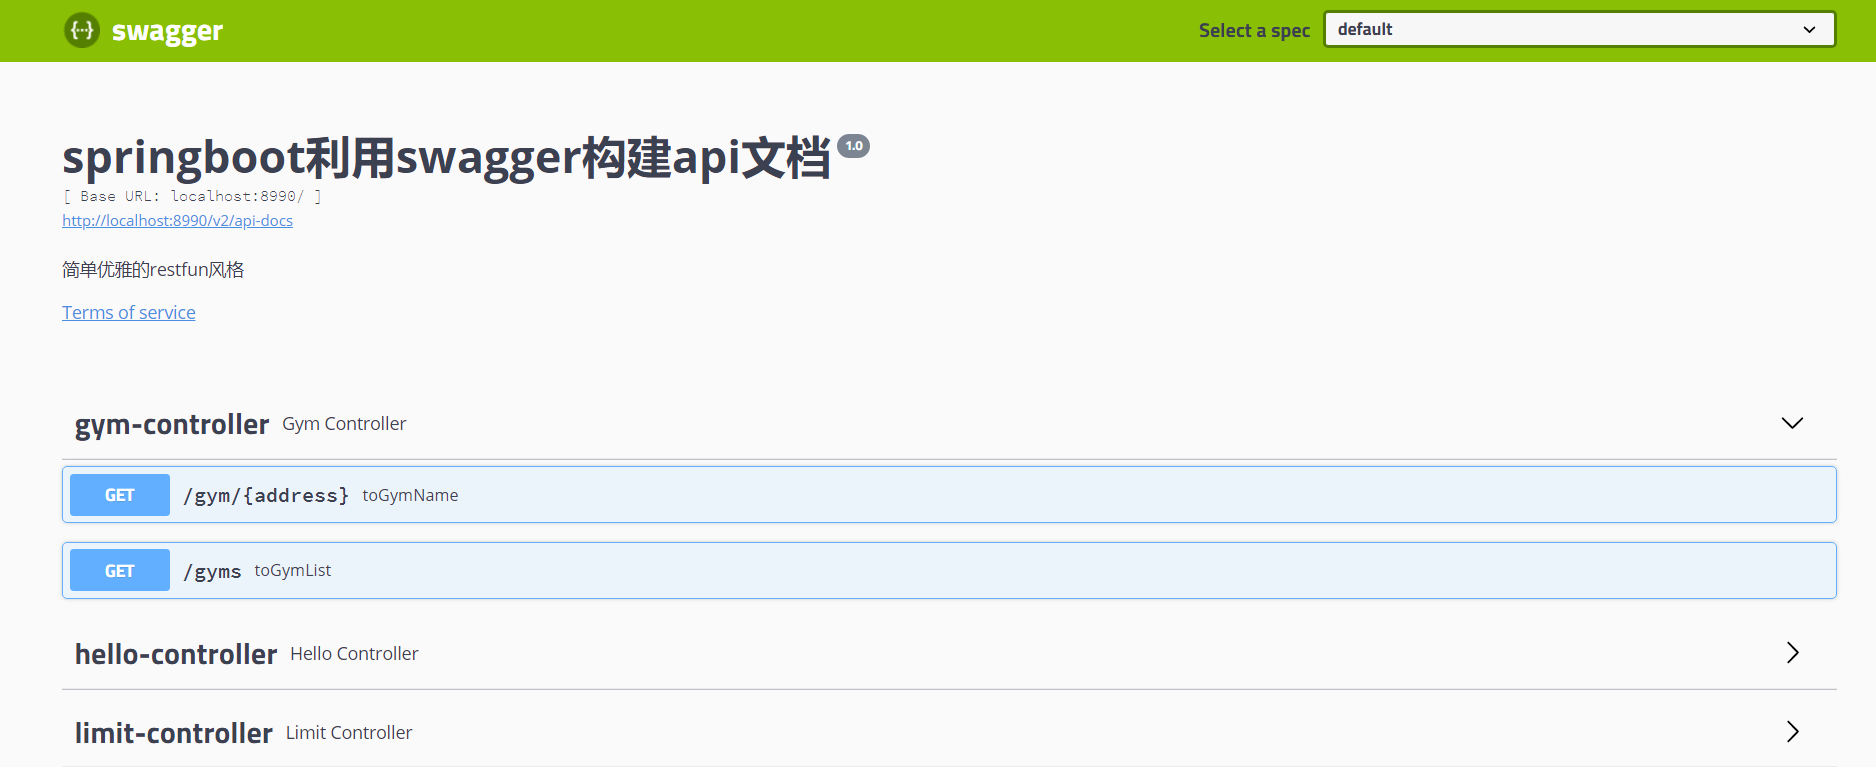 swagger
Select a spec default
springboot利用swagger构建api文档 1.0
[ Base URL: localhost:8990/ ]
http://localhost:8990/v2/api-docs
简单优雅的restfun风格
Terms of service
gym-controller Gym Controller
GET /gym/{address} toGymName
GET /gyms toGymList
hello-controller Hello Controller
limit-controller Limit Controller